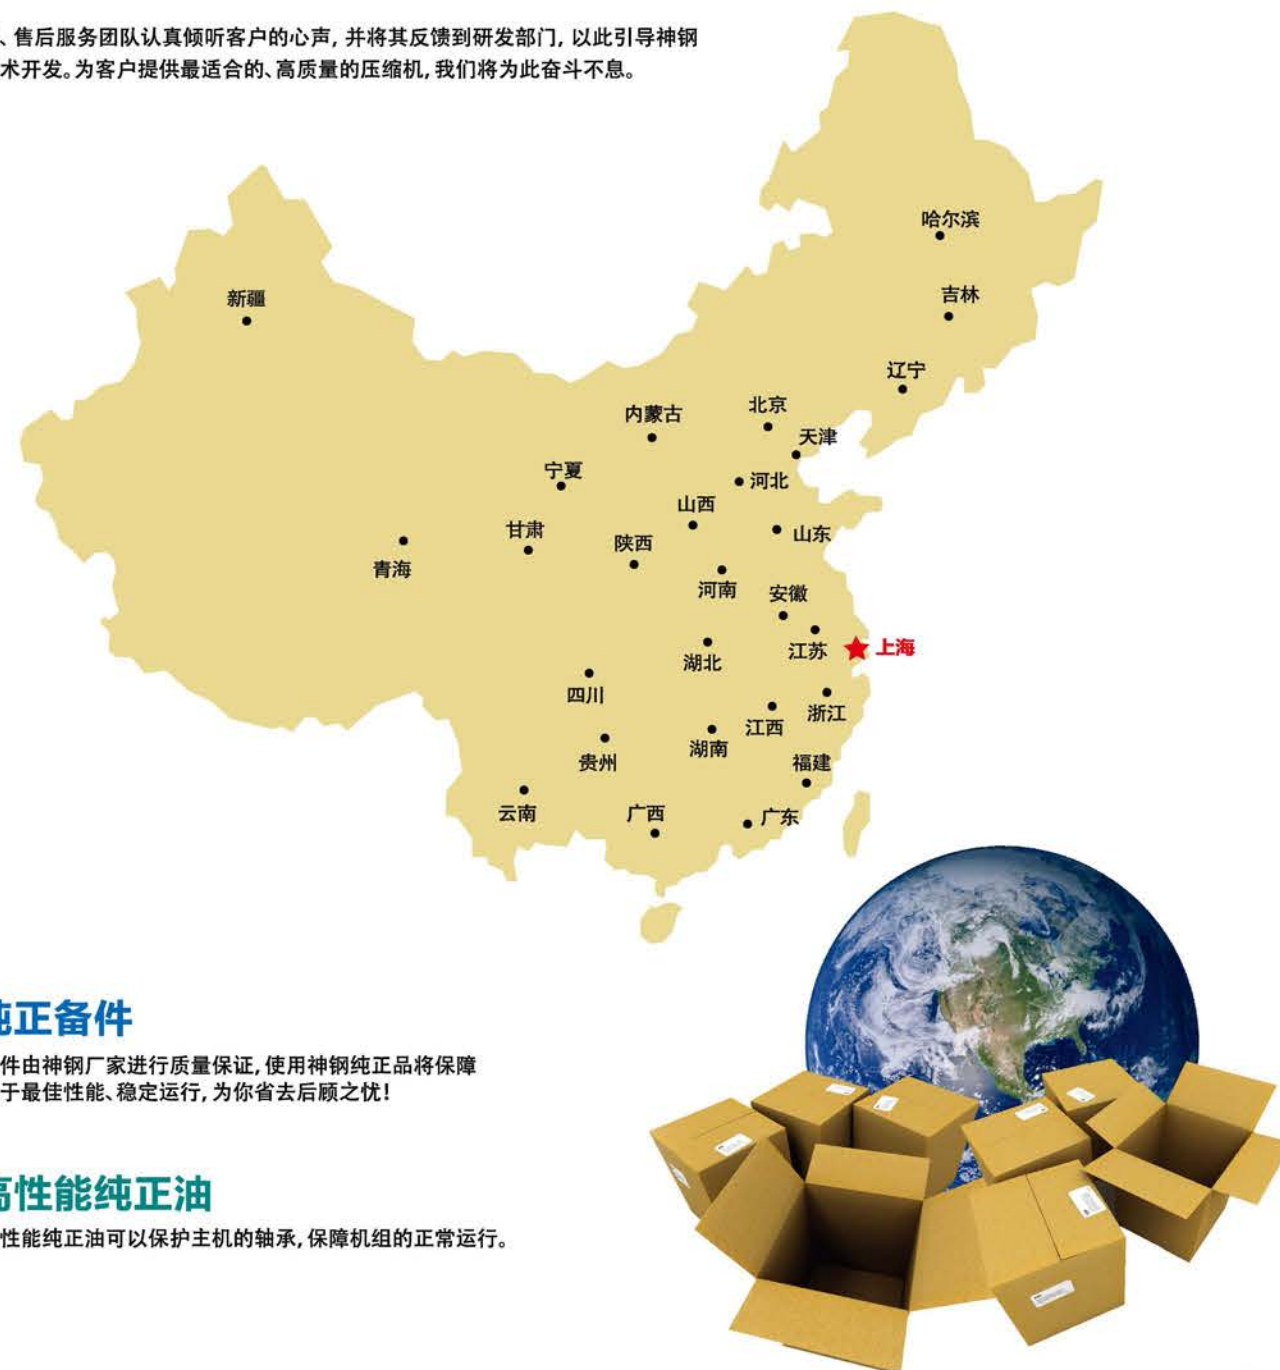 、售后服务团队认真倾听客户的心声，并将其反馈到研发部门，以此引导神钢
术开发。为客户提供最适合的、高质量的压缩机，我们将为此奋斗不息。
哈尔滨
吉林
新疆
辽宁
北京
内蒙古
天津
宁夏
河北
山西
甘肃
山东
陕西
青海
河南
安徽
江苏
上海
湖北
四川
浙江
江西
湖南
贵州
福建
云南
广西
广东
纯正备件
件由神钢厂家进行质量保证，使用神钢纯正品将保障
于最佳性能、稳定运行，为你省去后顾之忧！
高性能纯正油
性能纯正油可以保护主机的轴承，保障机组的正常运行。